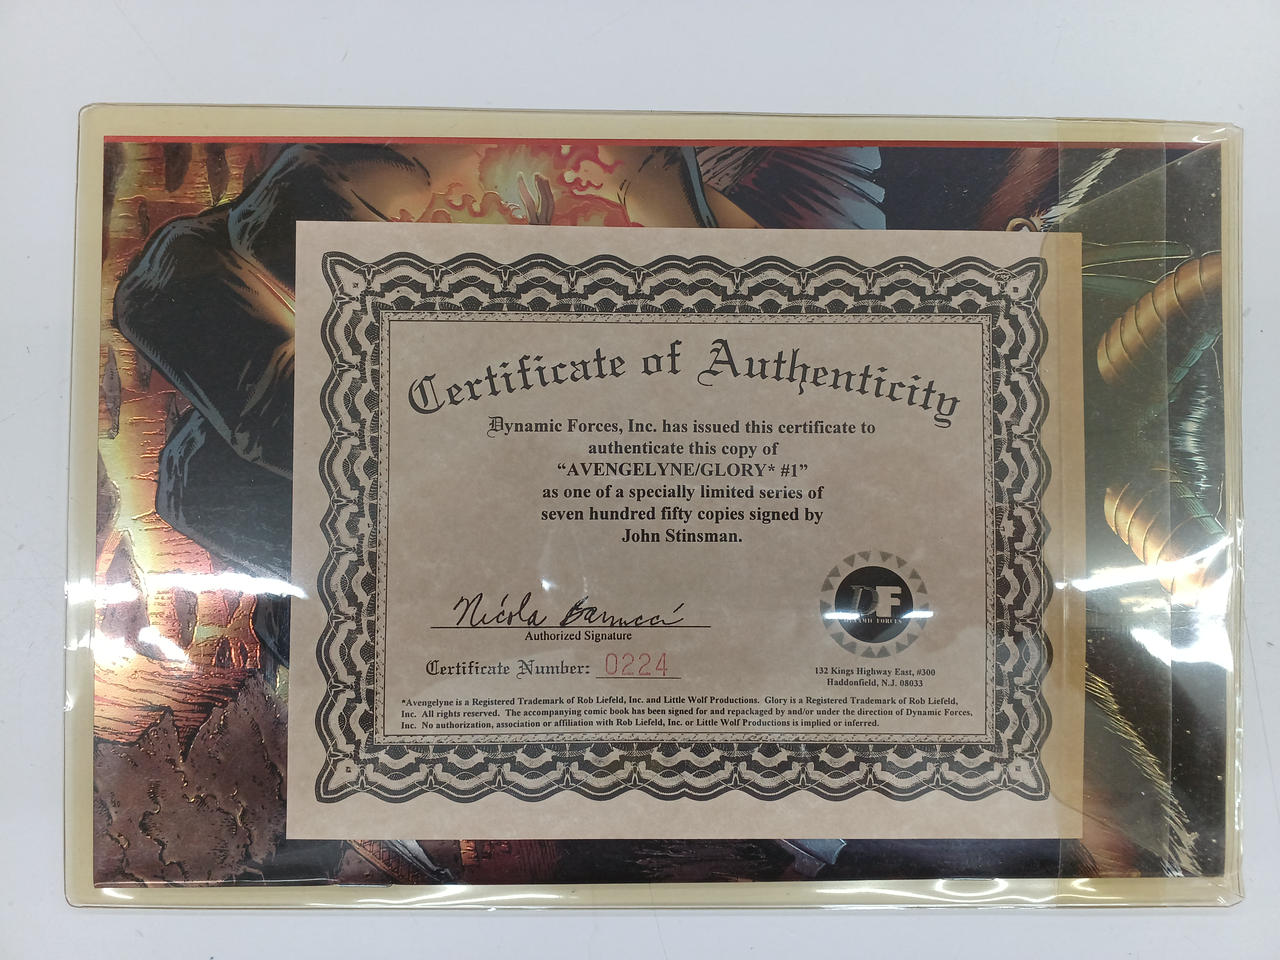 Certificate of Authenticity
Dynamic Forces, Inc. has issued this certificate to
authenticate this copy of
“AVENGELYNE/GLORY* #1”
as one of a specially limited series of
seven hundred fifty copies signed by
John Stinsman.
Nicola Barrucci
Authorized Signature
Certificate Number: 0224
DF
DYNAMIC FORCES
132 Kings Highway East, #300
Haddonfield, N.J. 08033
*Avengelyne is a Registered Trademark of Rob Liefeld, Inc. and Little Wolf Productions. Glory is a Registered Trademark of Rob Liefeld,
Inc. All rights reserved. The accompanying comic book has been signed for and repackaged by and/or under the direction of Dynamic Forces,
Inc. No authorization, association or affiliation with Rob Liefeld, Inc. or Little Wolf Productions is implied or inferred.